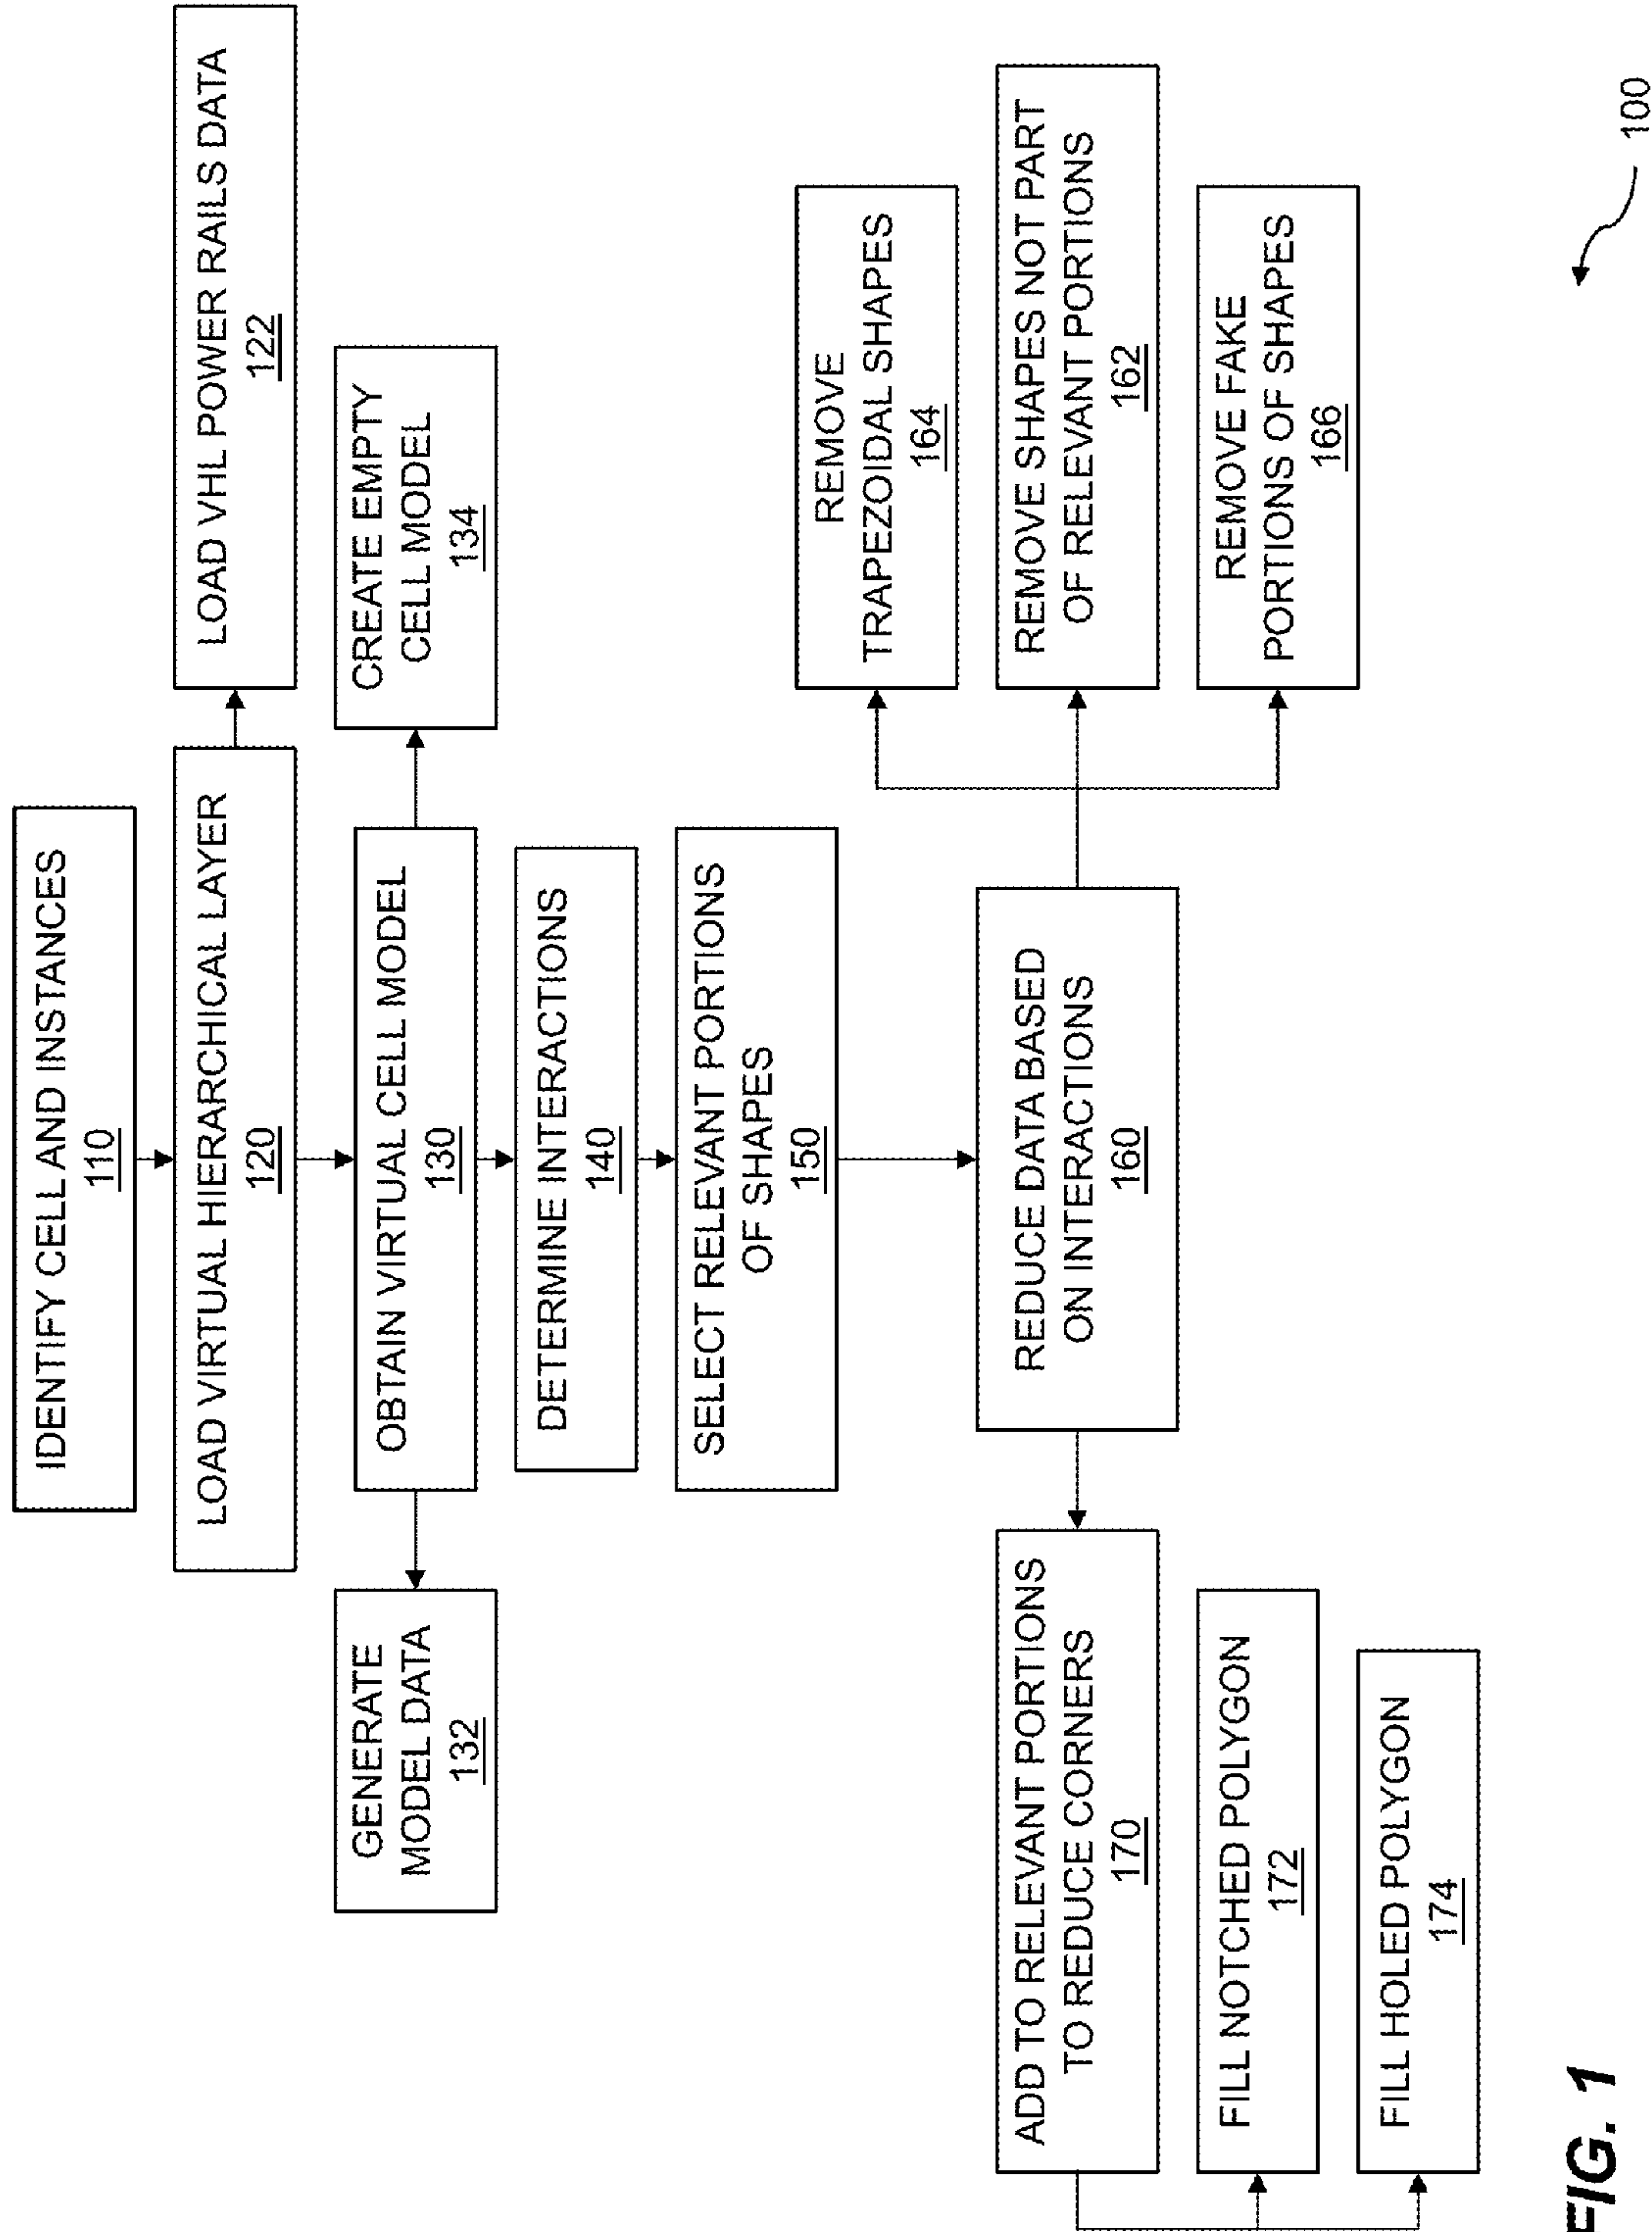 IDENTIFY CELL AND INSTANCES
110
LOAD VIRTUAL HIERARCHICAL LAYER
120
LOAD VHL POWER RAILS DATA
122
GENERATE
MODEL DATA
132
OBTAIN VIRTUAL CELL MODEL
130
CREATE EMPTY
CELL MODEL
134
DETERMINE INTERACTIONS
140
SELECT RELEVANT PORTIONS
OF SHAPES
150
REMOVE
TRAPEZOIDAL SHAPES
164
ADD TO RELEVANT PORTIONS
TO REDUCE CORNERS
170
REDUCE DATA BASED
ON INTERACTIONS
160
REMOVE SHAPES NOT PART
OF RELEVANT PORTIONS
162
FILL NOTCHED POLYGON
172
REMOVE FAKE
PORTIONS OF SHAPES
166
FILL HOLED POLYGON
174
FIG. 1
100